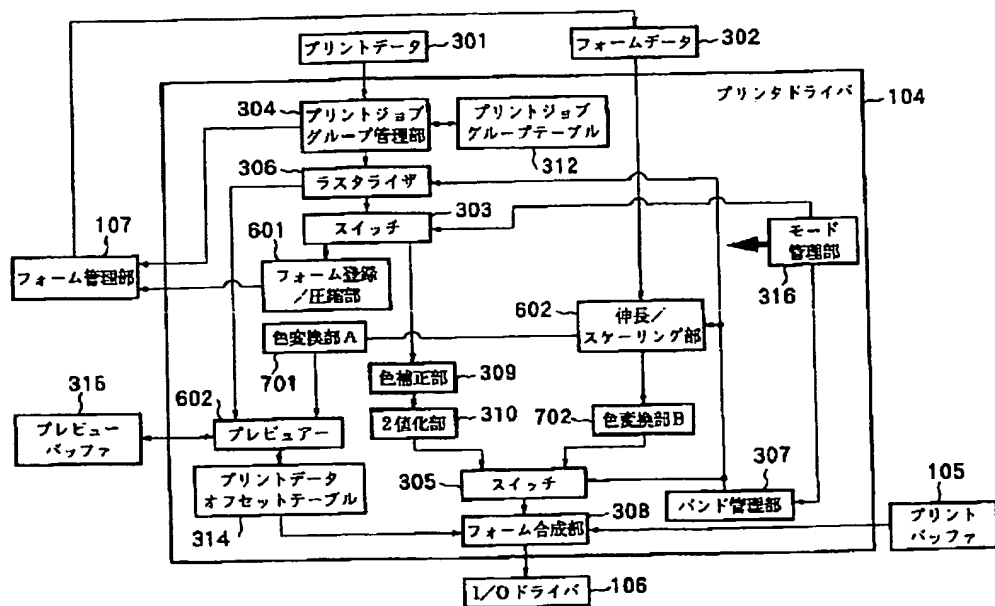 プリントデータ 301
フォームデータ 302
プリンタドライバ 104
304 プリントジョブ
グループ管理部
プリントジョブ
グループテーブル
312
306 ラスタライザ
スイッチ 303
107
フォーム管理部
601
フォーム登録
／圧縮部
モード
管理部
316
602 伸長／
スケーリング部
色変換部A
701
色補正部 309
2値化部 310
702 色変換部B
315
プレビュー
バッファ
602
プレビュアー
プリントデータ
オフセットテーブル
314
305 スイッチ
307
バンド管理部
105
プリント
バッファ
308
フォーム合成部
I/Oドライバ 106